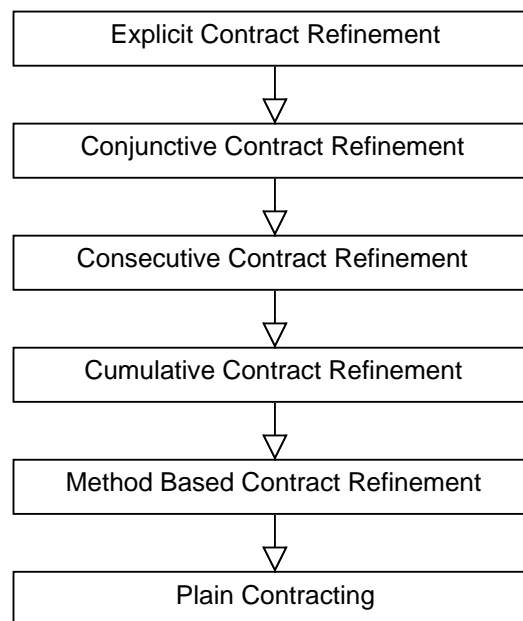 Explicit Contract Refinement
Conjunctive Contract Refinement
Consecutive Contract Refinement
Cumulative Contract Refinement
Method Based Contract Refinement
Plain Contracting